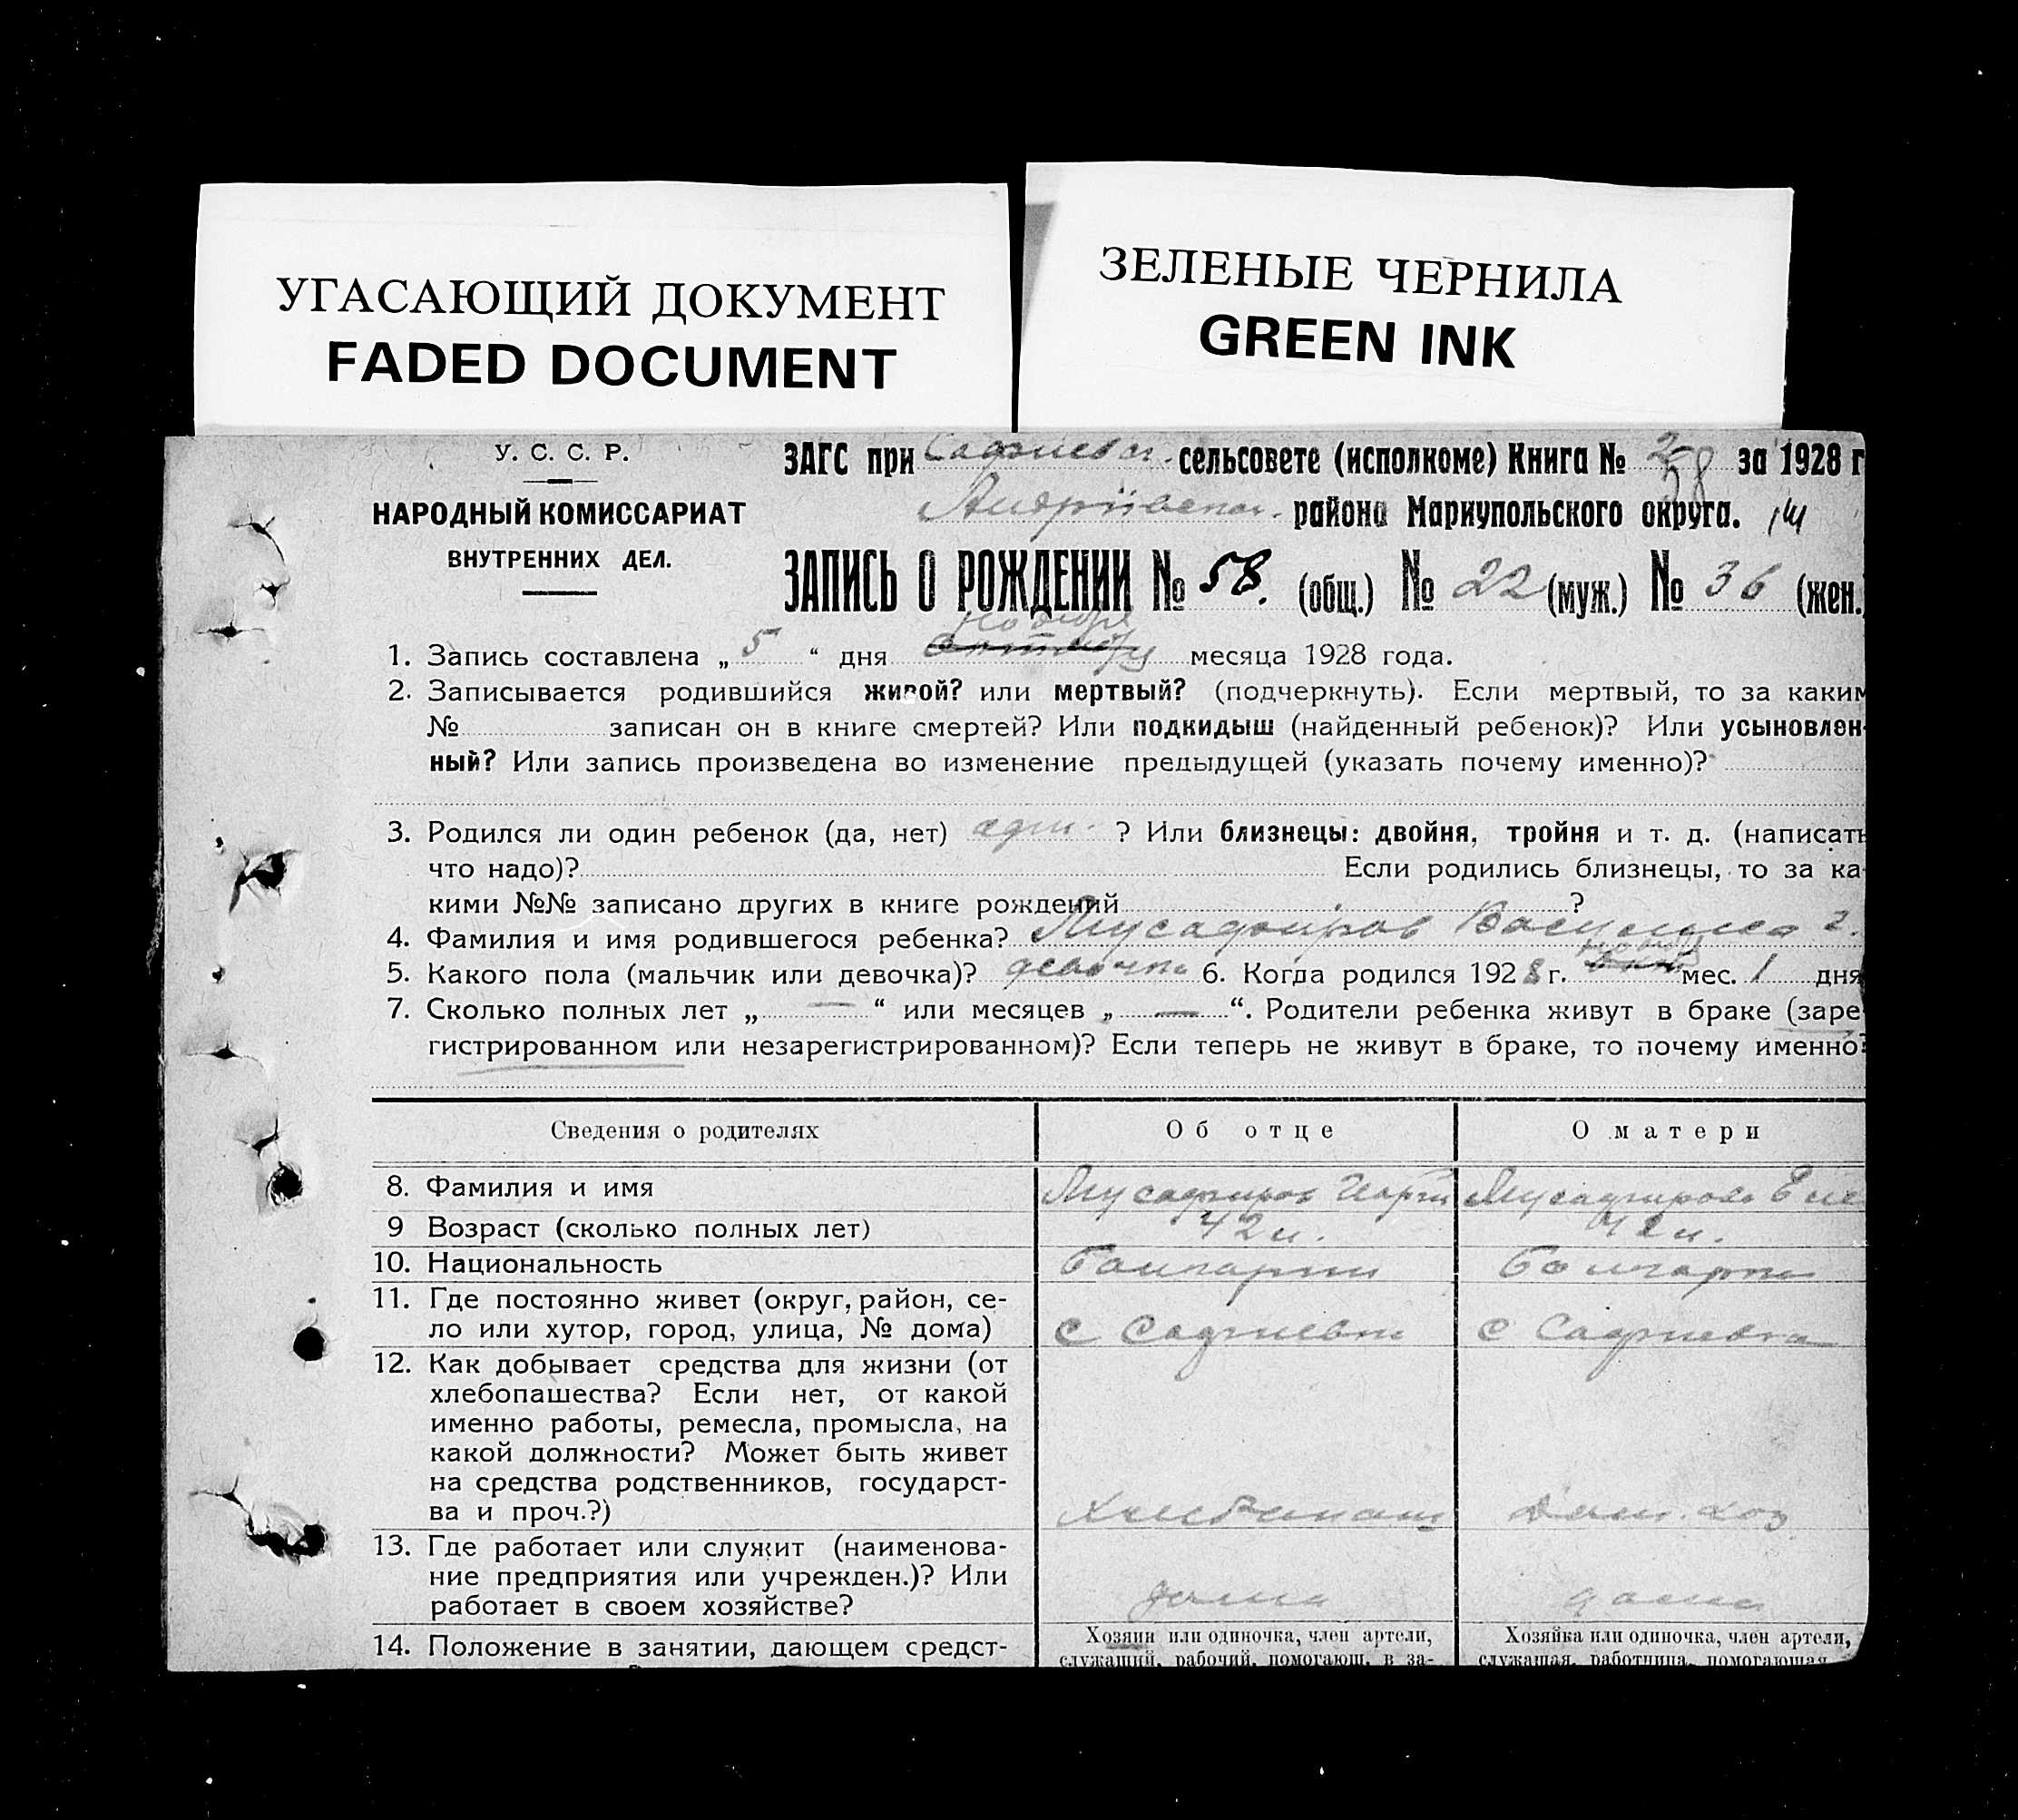 УГАСАЮЩИЙ ДОКУМЕНТ
FADED DOCUMENT
ЗЕЛЕНЫЕ ЧЕРНИЛА
GREEN INK
У. С. С. Р.
НАРОДНЫЙ КОМИССАРИАТ
ВНУТРЕННИХ ДЕЛ.
ЗАГС при сельсовете (исполкоме) Книга № за 1928 г
района Мариупольского округа.
ЗАПИСЬ О РОЖДЕНИИ № 58. (общ.) № 22 (муж.) № 36 (жен.)
1. Запись составлена „ 5 “ дня ноября месяца 1928 года.
2. Записывается родившийся живой? или мертвый? (подчеркнуть). Если мертвый, то за каким
№ записан он в книге смертей? Или подкидыш (найденный ребенок)? Или усыновлен-
ный? Или запись произведена во изменение предыдущей (указать почему именно)?
3. Родился ли один ребенок (да, нет) ? Или близнецы: двойня, тройня и т. д. (написать
что надо)? Если родились близнецы, то за ка-
кими №№ записано других в книге рождений ?
4. Фамилия и имя родившегося ребенка?
5. Какого пола (мальчик или девочка)? девочка 6. Когда родился 1928 г. мес. 1 дня
7. Сколько полных лет „ — “ или месяцев „ — “. Родители ребенка живут в браке (заре-
гистрированном или незарегистрированном)? Если теперь не живут в браке, то почему именно?
Сведения о родителях
Об отце
О матери
8. Фамилия и имя
9 Возраст (сколько полных лет)
42 л.
10. Национальность
11. Где постоянно живет (округ, район, се-
ло или хутор, город, улица, № дома)
12. Как добывает средства для жизни (от
хлебопашества? Если нет, от какой
именно работы, ремесла, промысла, на
какой должности? Может быть живет
на средства родственников, государст-
ва и проч.?)
Дом. хоз.
13. Где работает или служит (наименова-
ние предприятия или учрежден.)? Или
работает в своем хозяйстве?
дома
дома
14. Положение в занятии, дающем средст-
Хозяин или одиночка, член артели,
служащий, рабочий, помогающ. в за-
Хозяйка или одиночка, член артели,
служащая, работница, помогающая